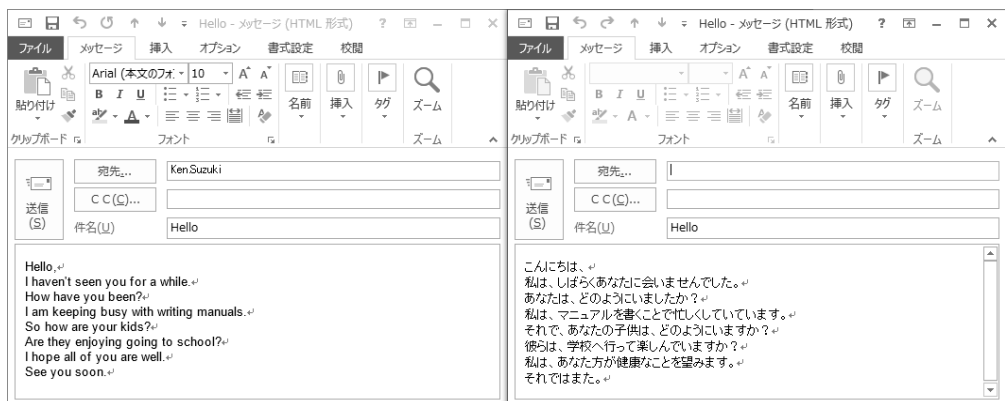 Hello - メッセージ (HTML 形式)
ファイル メッセージ 挿入 オプション 書式設定 校閲
Arial (本文のフォ 10 A A
貼り付け B I U 名前 挿入 タグ ズーム
クリップボード フォント ズーム
宛先... Ken.Suzuki
CC(C)...
送信
(S)
件名(U) Hello
Hello,
I haven't seen you for a while.
How have you been?
I am keeping busy with writing manuals.
So how are your kids?
Are they enjoying going to school?
I hope all of you are well.
See you soon.
Hello - メッセージ (HTML 形式)
ファイル メッセージ 挿入 オプション 書式設定 校閲
A A
貼り付け B I U 名前 挿入 タグ ズーム
クリップボード フォント ズーム
宛先...
CC(C)...
送信
(S)
件名(U) Hello
こんにちは、
私は、しばらくあなたに会いませんでした。
あなたは、どのようにいましたか?
私は、マニュアルを書くことで忙しくしていています。
それで、あなたの子供は、どのようにいますか?
彼らは、学校へ行って楽しんでいますか?
私は、あなた方が健康なことを望みます。
それではまた。